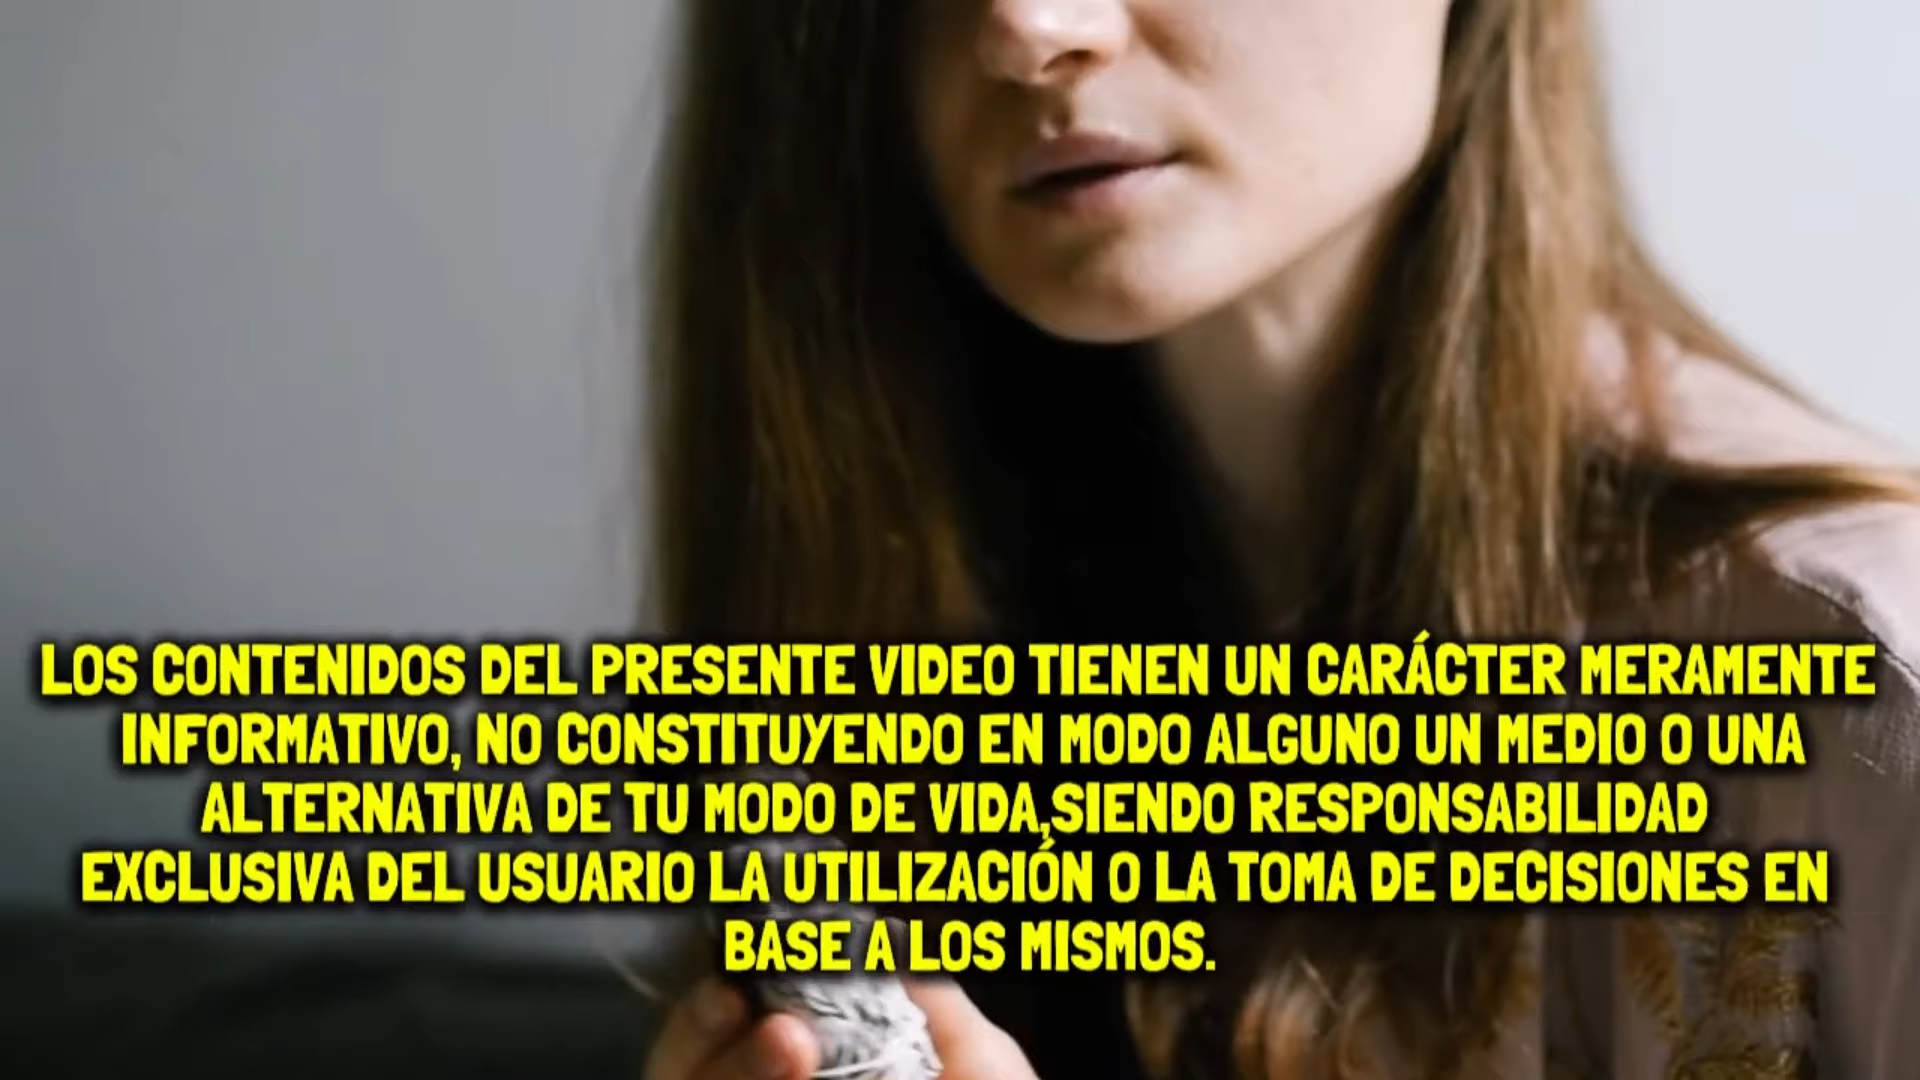 LOS CONTENIDOS DEL PRESENTE VIDEO TIENEN UN CARÁCTER MERAMENTE
INFORMATIVO, NO CONSTITUYENDO EN MODO ALGUNO UN MEDIO O UNA
ALTERNATIVA DE TU MODO DE VIDA,SIENDO RESPONSABILIDAD
EXCLUSIVA DEL USUARIO LA UTILIZACIÓN O LA TOMA DE DECISIONES EN
BASE A LOS MISMOS.